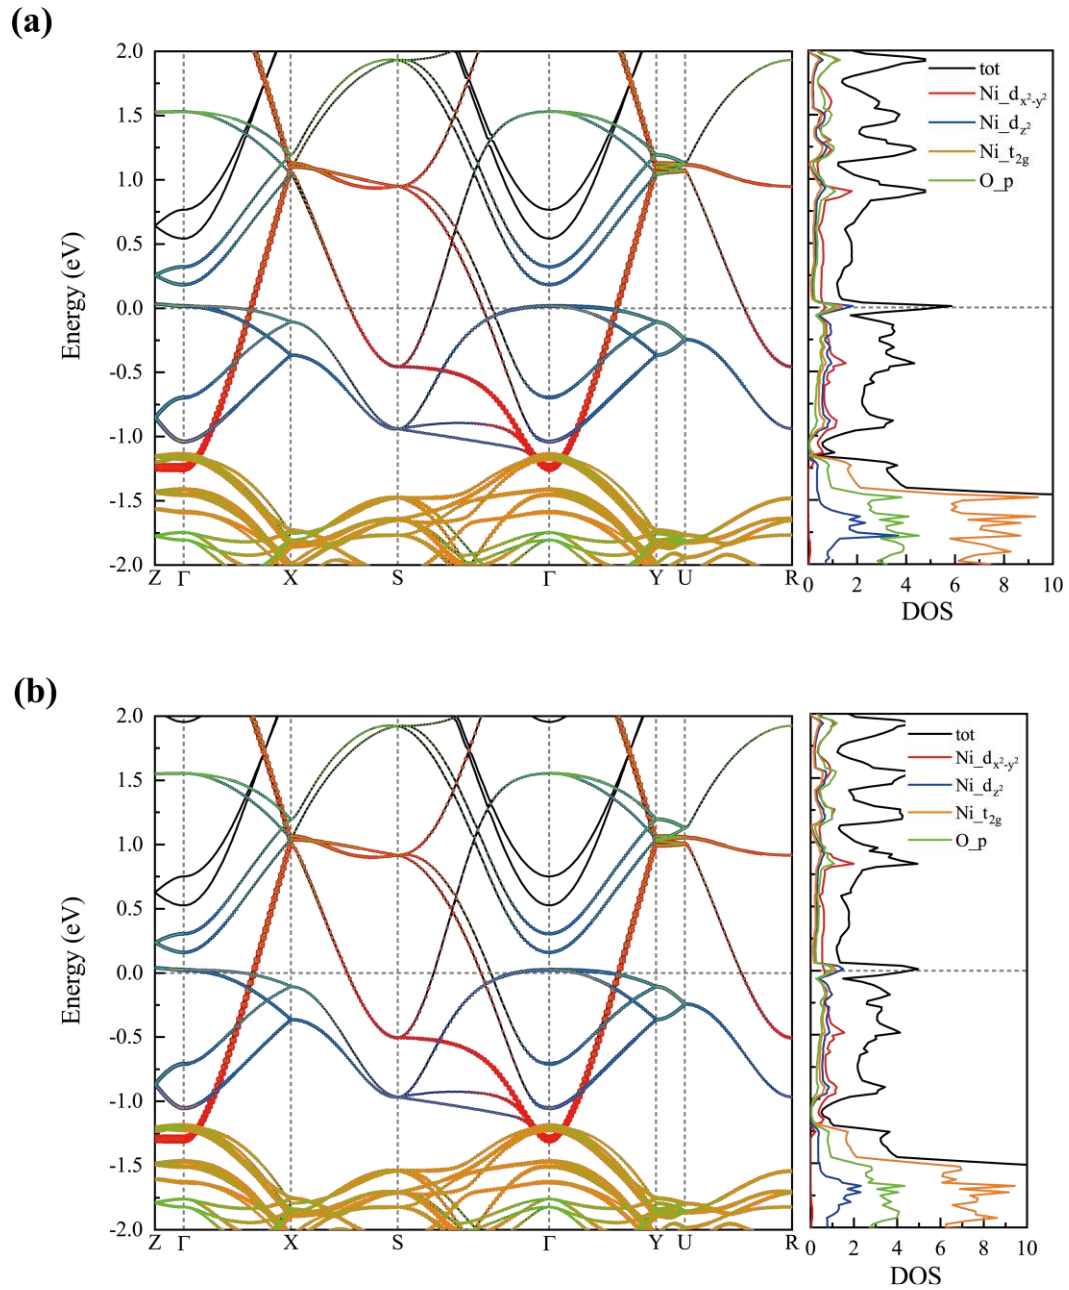 (a)
2.0
1.5
1.0
0.5
0.0
-0.5
-1.0
-1.5
-2.0
Energy (eV)
Z Γ X S Γ Y U R
tot
Ni_dx²-y²
Ni_dz²
Ni_t2g
O_p
0 2 4 6 8 10
DOS
(b)
2.0
1.5
1.0
0.5
0.0
-0.5
-1.0
-1.5
-2.0
Energy (eV)
Z Γ X S Γ Y U R
tot
Ni_dx²-y²
Ni_dz²
Ni_t2g
O_p
0 2 4 6 8 10
DOS